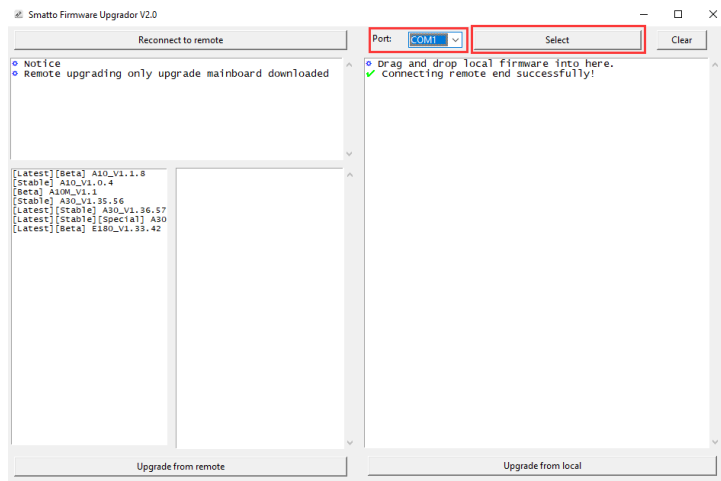 Smatto Firmware Upgrador V2.0
Reconnect to remote
Port: COM1 Select Clear
Notice
Remote upgrading only upgrade mainboard downloaded
Drag and drop local firmware into here.
Connecting remote end successfully!
[Latest][Beta] A10_V1.1.8
[Stable] A10_V1.0.4
[Beta] A10M_V1.1
[Stable] A30_V1.35.56
[Latest][Stable] A30_V1.36.57
[Latest][Stable][Special] A30
[Latest][Beta] E180_V1.33.42
Upgrade from remote
Upgrade from local